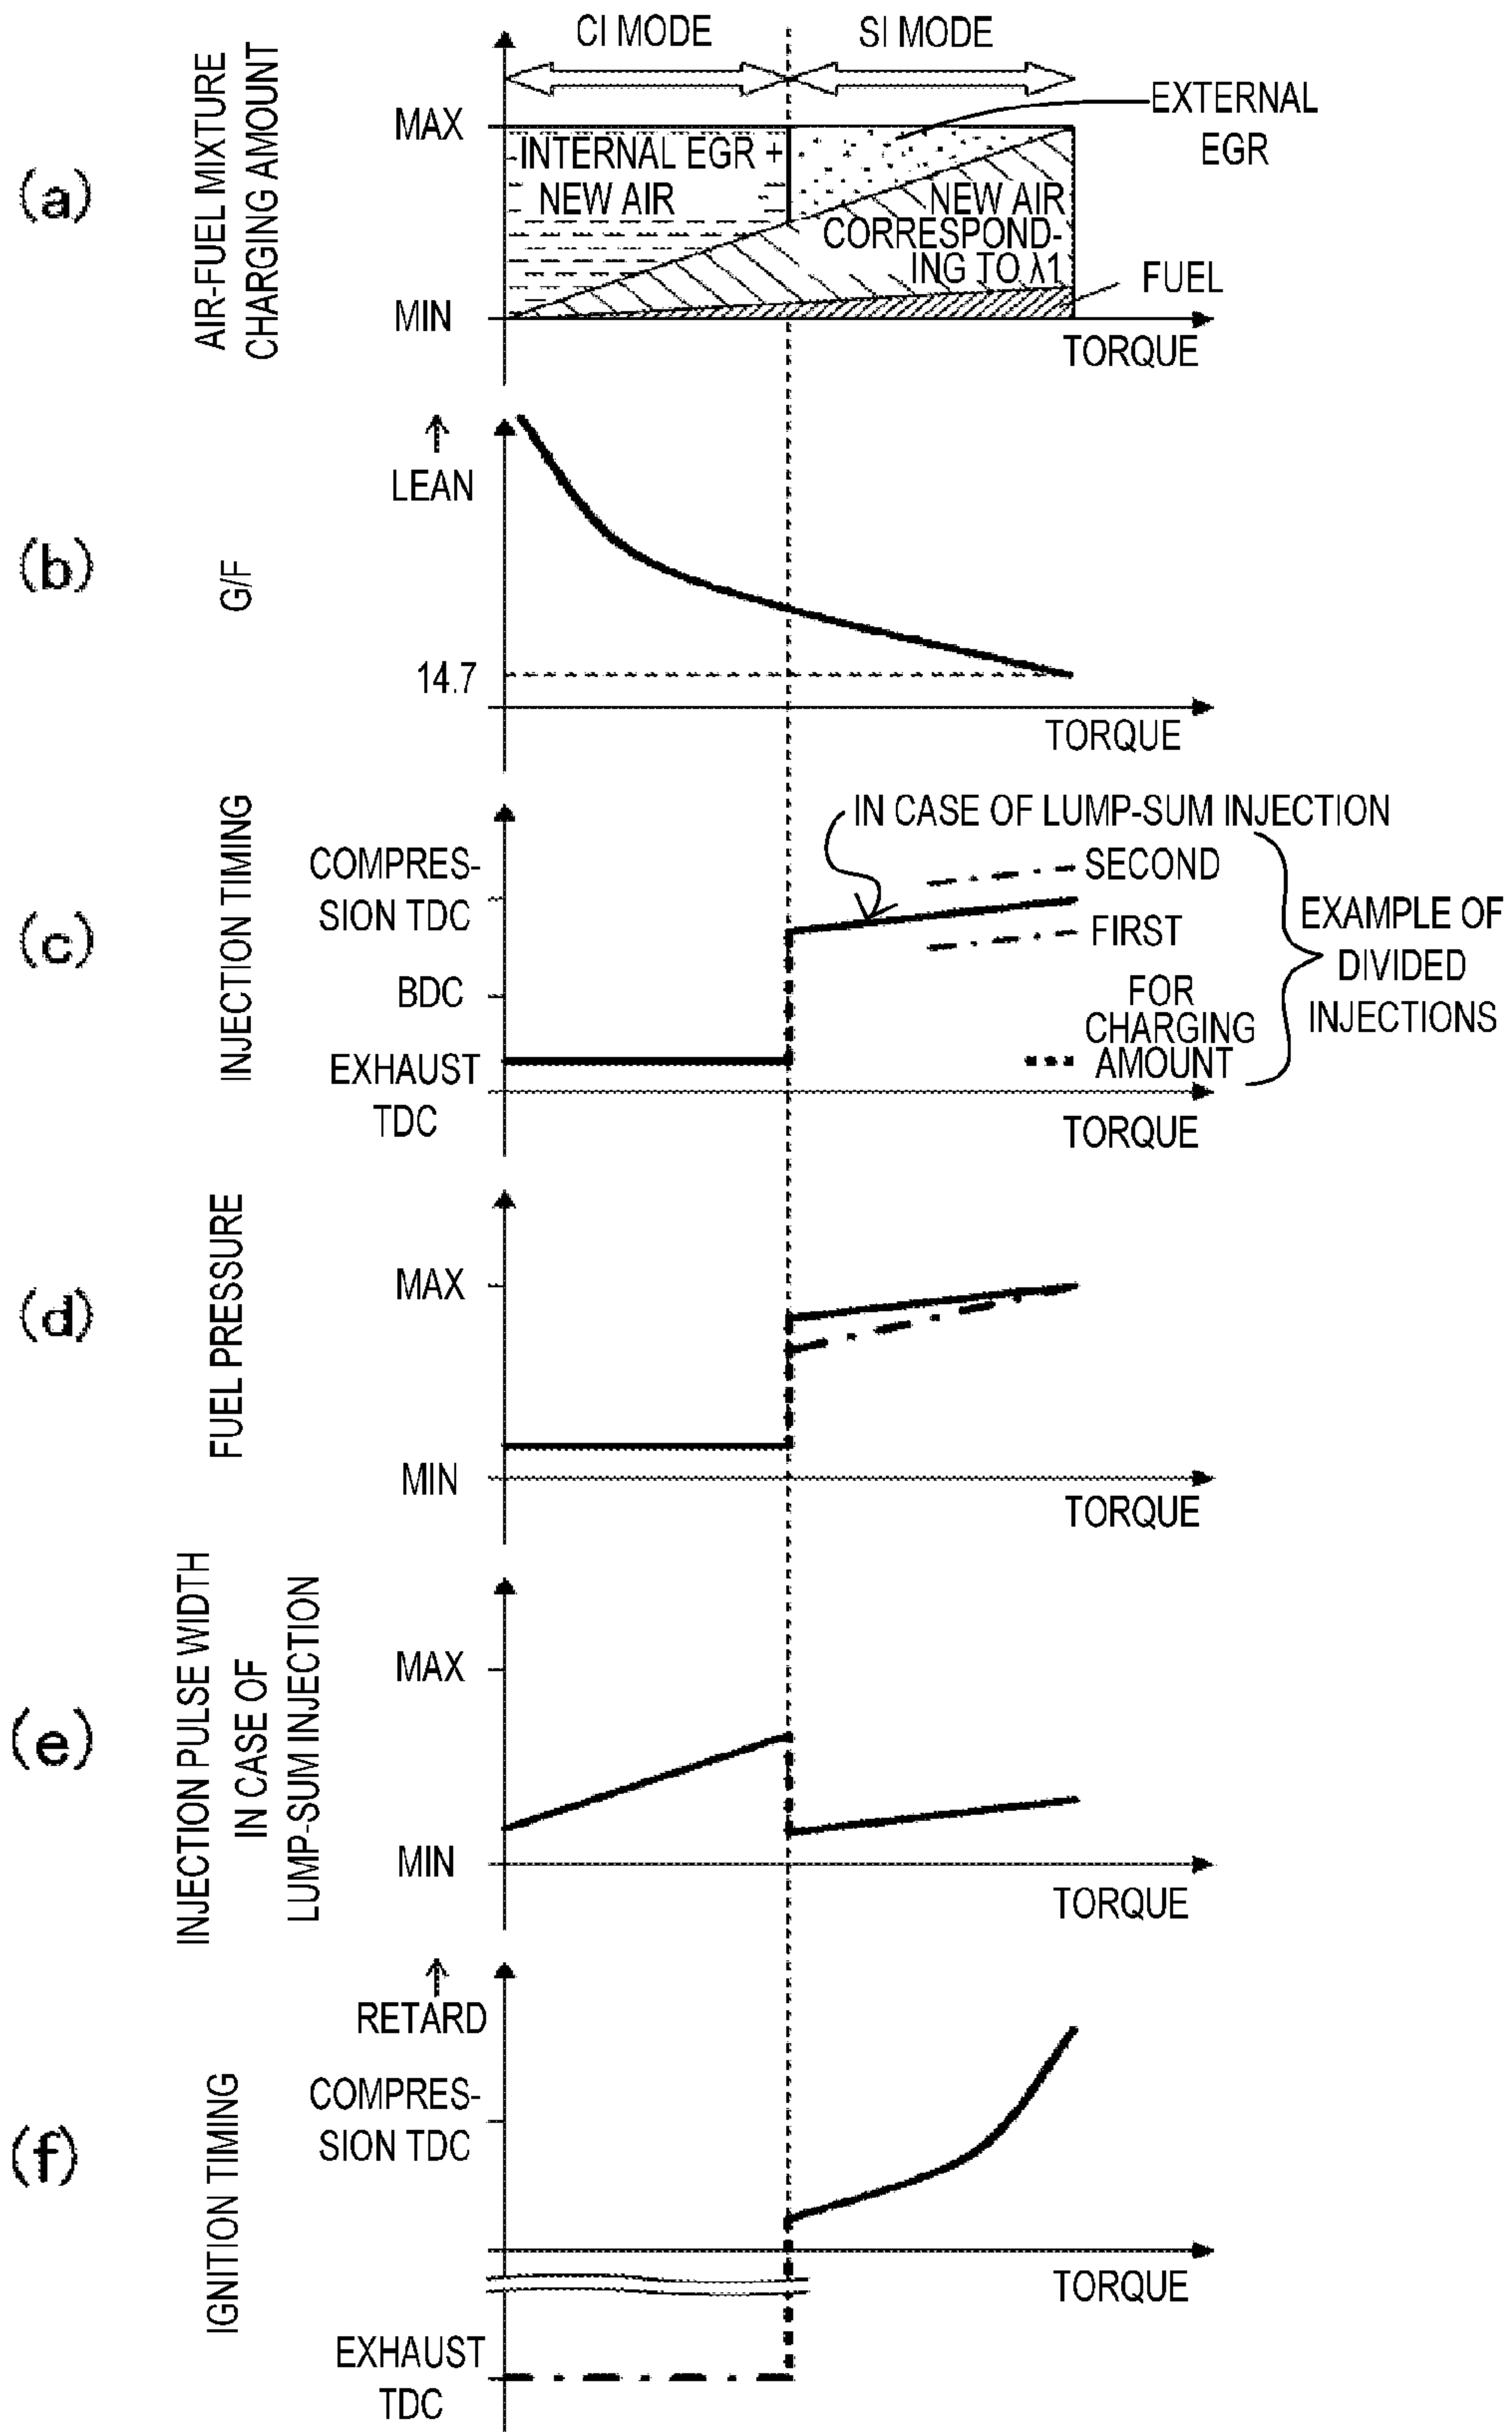 CI MODE
SI MODE
(a)
AIR-FUEL MIXTURE
CHARGING AMOUNT
MAX
MIN
INTERNAL EGR +
NEW AIR
EXTERNAL
EGR
NEW AIR
CORRESPOND-
ING TO λ1
FUEL
TORQUE
(b)
G/F
↑
LEAN
14.7
TORQUE
(c)
INJECTION TIMING
COMPRES-
SION TDC
BDC
EXHAUST
TDC
IN CASE OF LUMP-SUM INJECTION
SECOND
FIRST
FOR
CHARGING
AMOUNT
EXAMPLE OF
DIVIDED
INJECTIONS
TORQUE
(d)
FUEL PRESSURE
MAX
MIN
TORQUE
(e)
INJECTION PULSE WIDTH
IN CASE OF
LUMP-SUM INJECTION
MAX
MIN
TORQUE
(f)
IGNITION TIMING
↑
RETARD
COMPRES-
SION TDC
EXHAUST
TDC
TORQUE